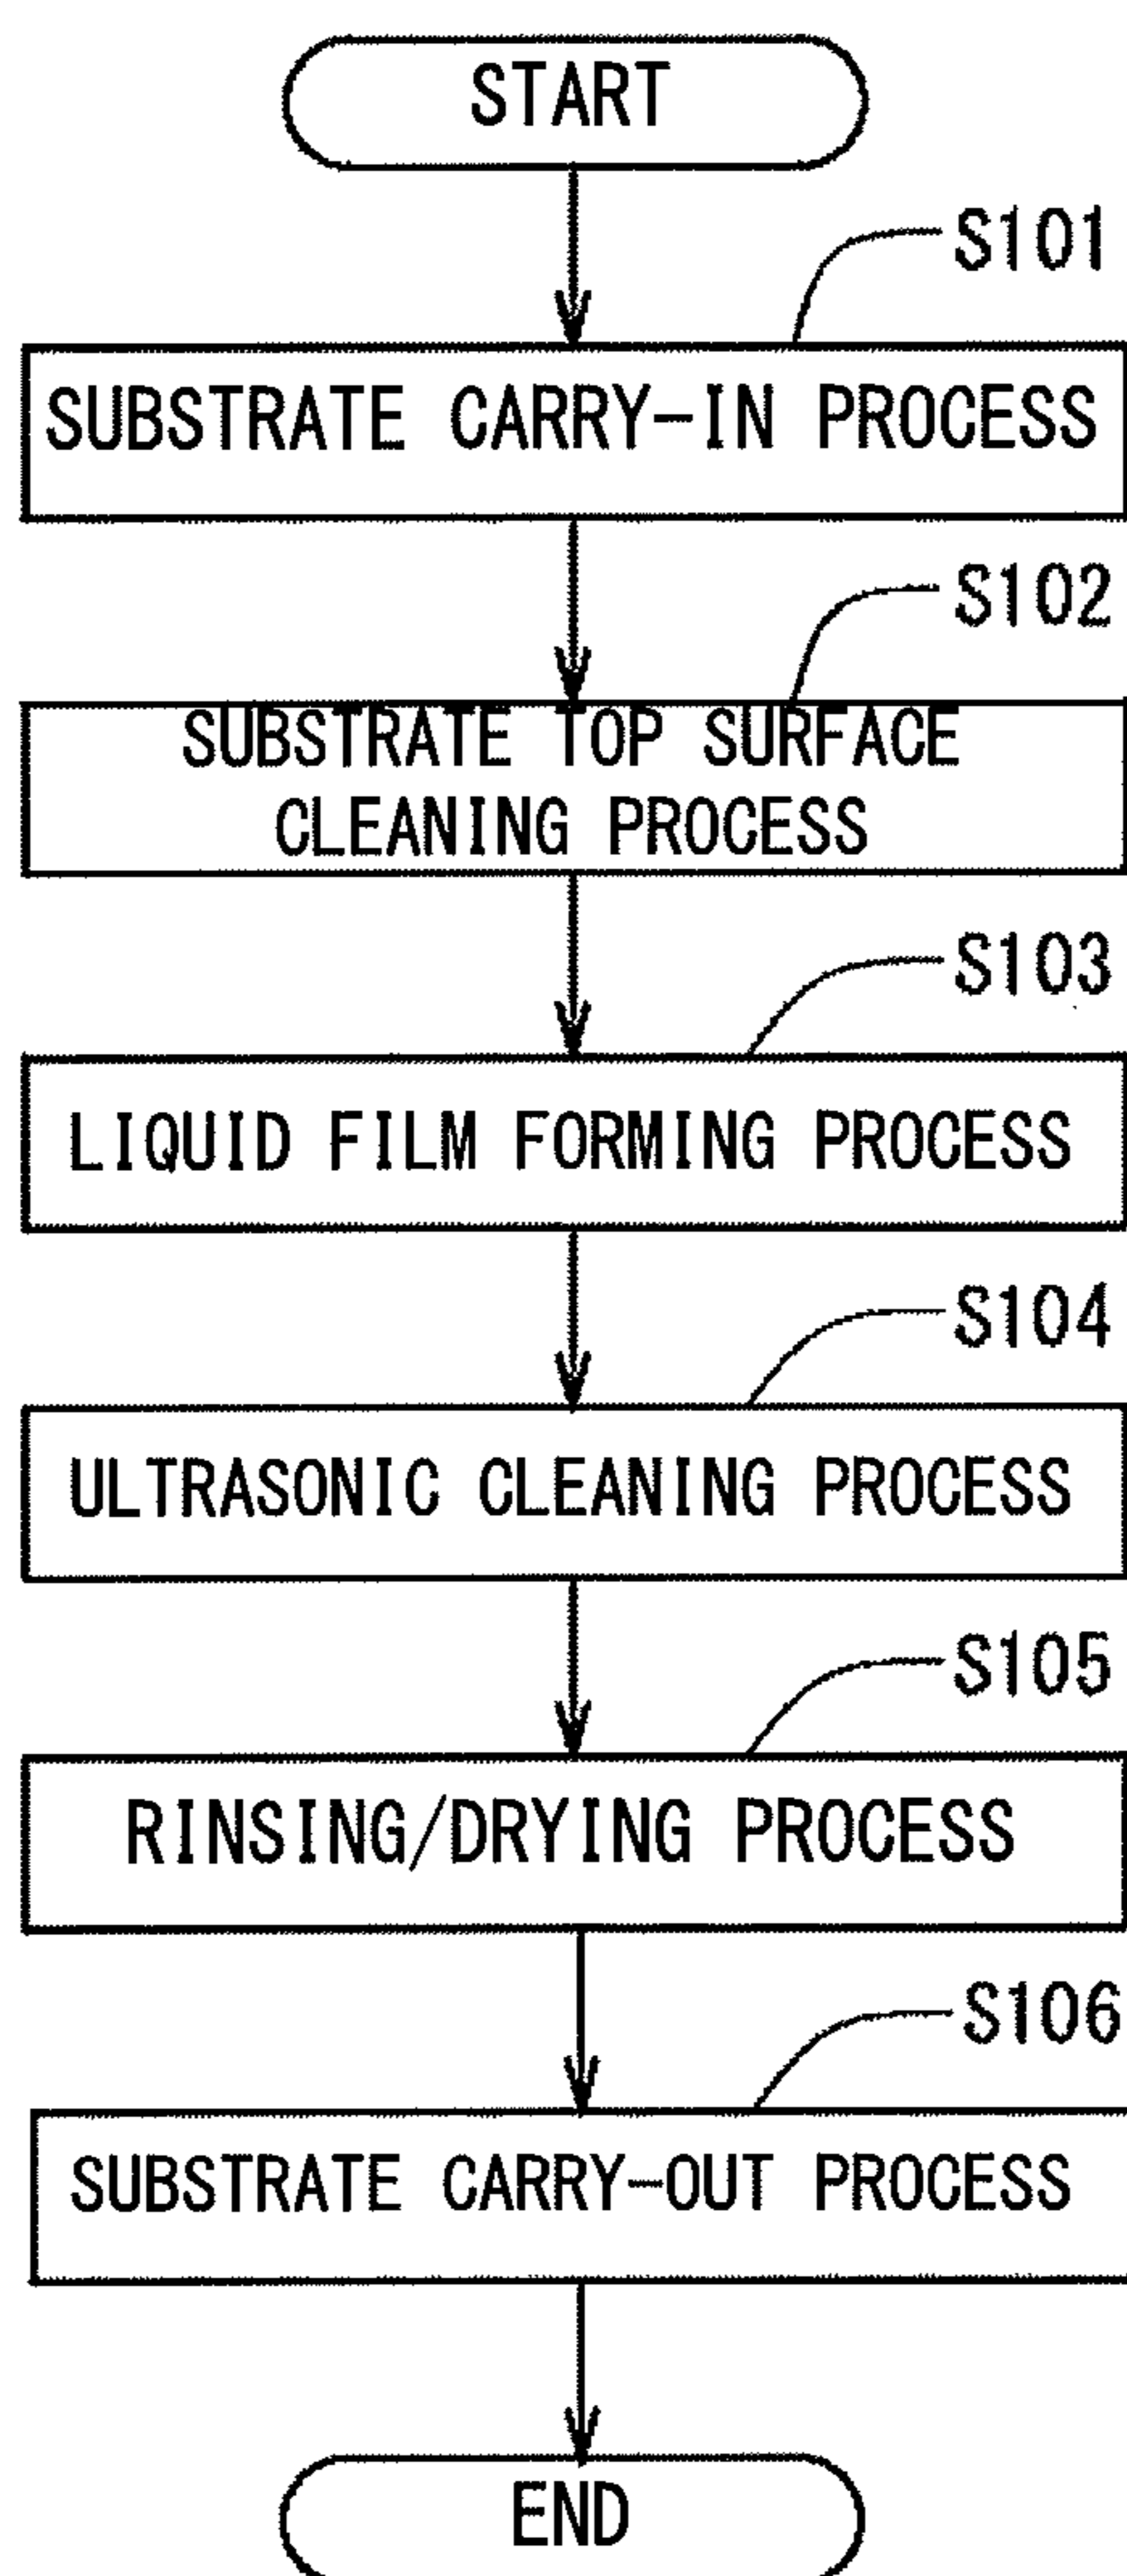 START
S101
SUBSTRATE CARRY-IN PROCESS
S102
SUBSTRATE TOP SURFACE
CLEANING PROCESS
S103
LIQUID FILM FORMING PROCESS
S104
ULTRASONIC CLEANING PROCESS
S105
RINSING/DRYING PROCESS
S106
SUBSTRATE CARRY-OUT PROCESS
END